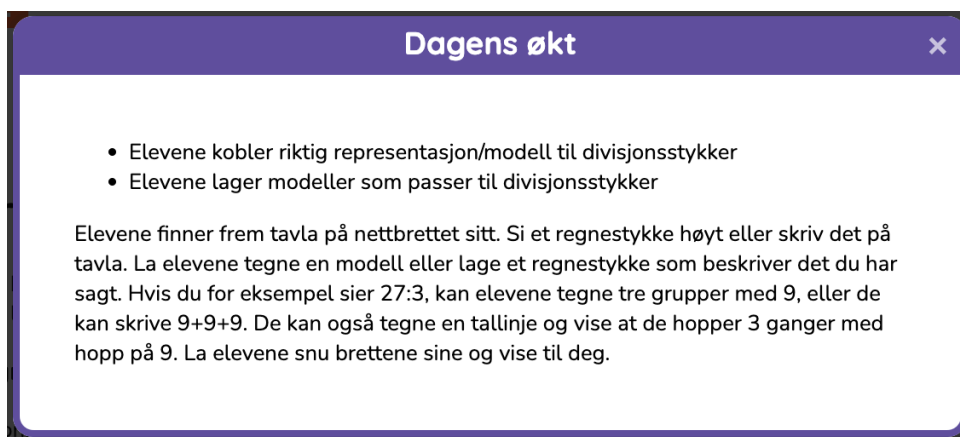 Dagens økt
×
• Elevene kobler riktig representasjon/modell til divisjonsstykker
• Elevene lager modeller som passer til divisjonsstykker
Elevene finner frem tavla på nettbrettet sitt. Si et regnestykke høyt eller skriv det på
tavla. La elevene tegne en modell eller lage et regnestykke som beskriver det du har
sagt. Hvis du for eksempel sier 27:3, kan elevene tegne tre grupper med 9, eller de
kan skrive 9+9+9. De kan også tegne en tallinje og vise at de hopper 3 ganger med
hopp på 9. La elevene snu brettene sine og vise til deg.